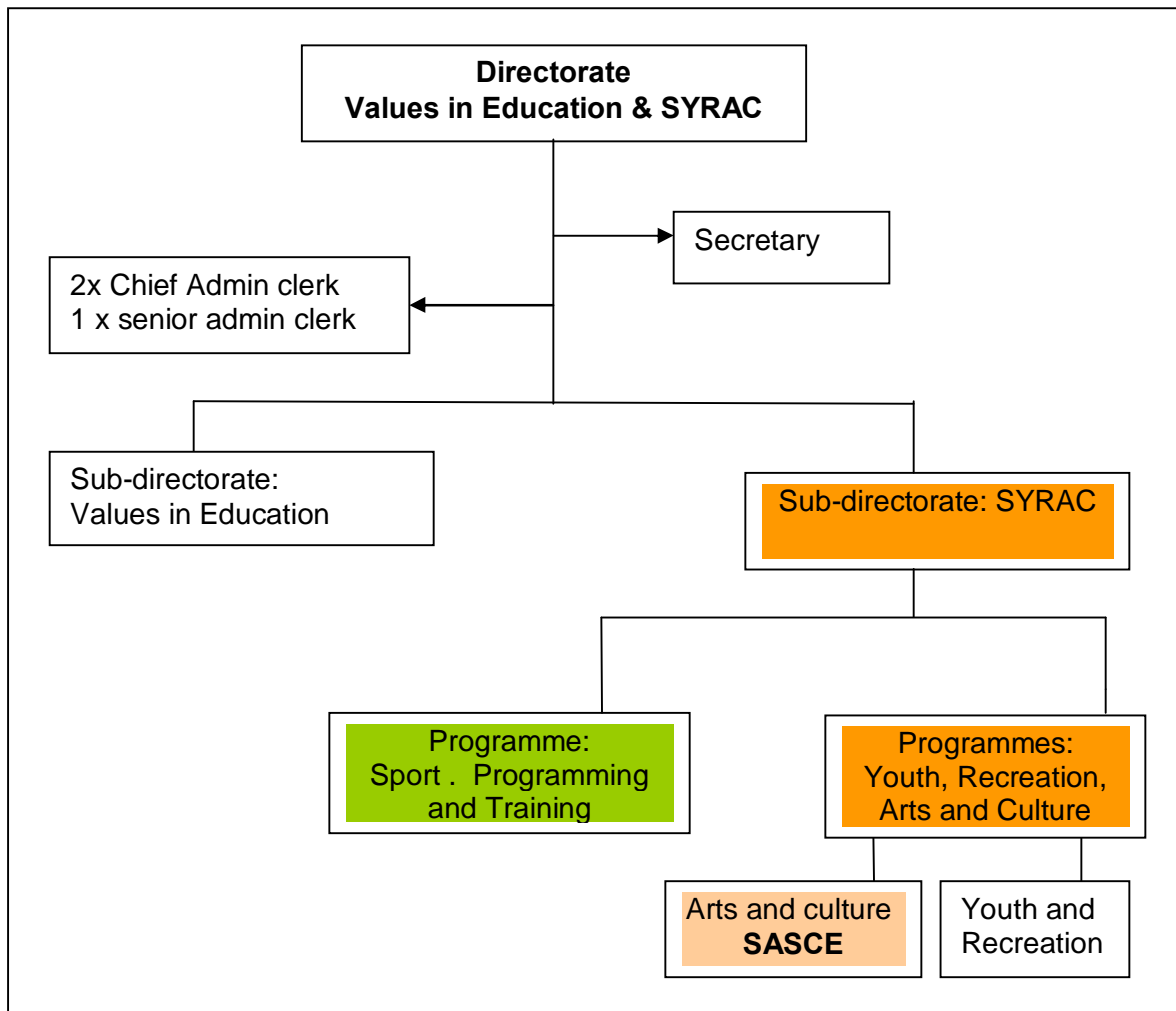 Directorate
Values in Education & SYRAC
Secretary
2x Chief Admin clerk
1 x senior admin clerk
Sub-directorate:
Values in Education
Sub-directorate: SYRAC
Programme:
Sport .  Programming
and Training
Programmes:
Youth, Recreation,
Arts and Culture
Arts and culture
SASCE
Youth and
Recreation